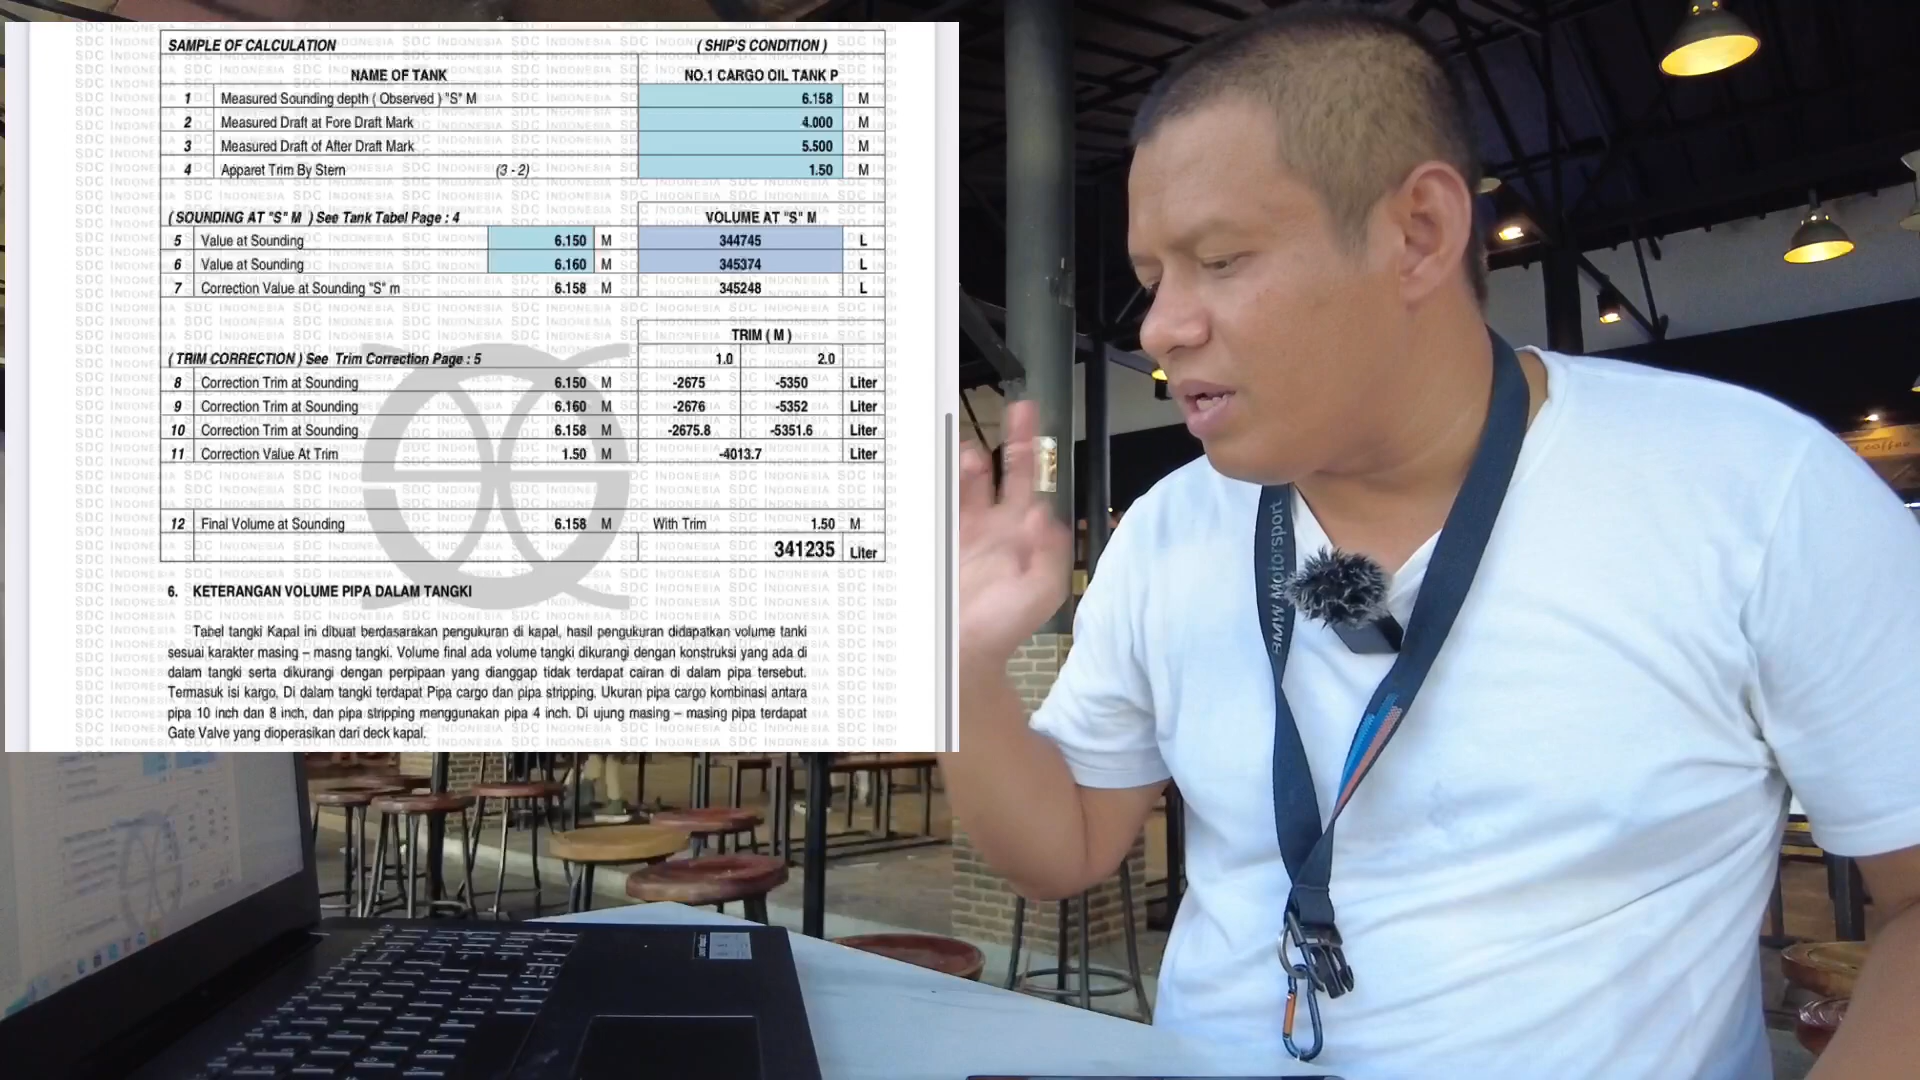 SAMPLE OF CALCULATION ( SHIP'S CONDITION )
NAME OF TANK NO.1 CARGO OIL TANK P
1 Measured Sounding depth ( Observed ) "S" M 6.158 M
2 Measured Draft at Fore Draft Mark 4.000 M
3 Measured Draft of After Draft Mark 5.500 M
4 Apparet Trim By Stern (3 - 2) 1.50 M
( SOUNDING AT "S" M ) See Tank Tabel Page : 4 VOLUME AT "S" M
5 Value at Sounding 6.150 M 344745 L
6 Value at Sounding 6.160 M 345374 L
7 Correction Value at Sounding "S" m 6.158 M 345248 L
TRIM ( M )
( TRIM CORRECTION ) See Trim Correction Page : 5 1.0 2.0
8 Correction Trim at Sounding 6.150 M -2675 -5350 Liter
9 Correction Trim at Sounding 6.160 M -2676 -5352 Liter
10 Correction Trim at Sounding 6.158 M -2675.8 -5351.6 Liter
11 Correction Value At Trim 1.50 M -4013.7 Liter
12 Final Volume at Sounding 6.158 M With Trim 1.50 M
341235 Liter
6. KETERANGAN VOLUME PIPA DALAM TANGKI
Tabel tangki Kapal ini dibuat berdasarakan pengukuran di kapal, hasil pengukuran didapatkan volume tanki
sesuai karakter masing – masng tangki. Volume final ada volume tangki dikurangi dengan konstruksi yang ada di
dalam tangki serta dikurangi dengan perpipaan yang dianggap tidak terdapat cairan di dalam pipa tersebut.
Termasuk isi kargo, Di dalam tangki terdapat Pipa cargo dan pipa stripping. Ukuran pipa cargo kombinasi antara
pipa 10 inch dan 8 inch, dan pipa stripping menggunakan pipa 4 inch. Di ujung masing – masing pipa terdapat
Gate Valve yang dioperasikan dari deck kapal.
SDC INDONESIA
BMW Motorsport
coffee